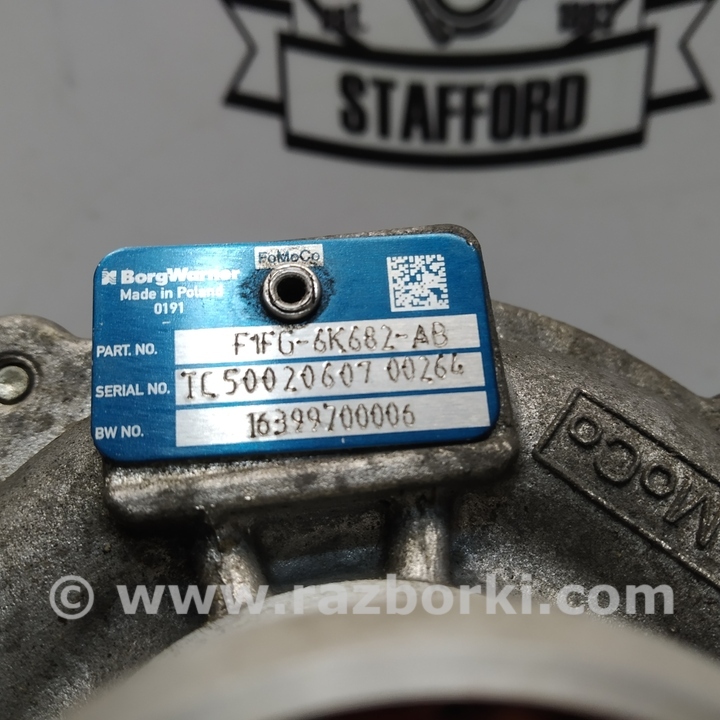 STAFFORD
FoMoCo
BorgWarner
Made in Poland
0191
PART. NO. F1FG-6K682-AB
SERIAL NO. TC50020607 00264
BW NO. 16399700006
MoCo
© www.razborki.com